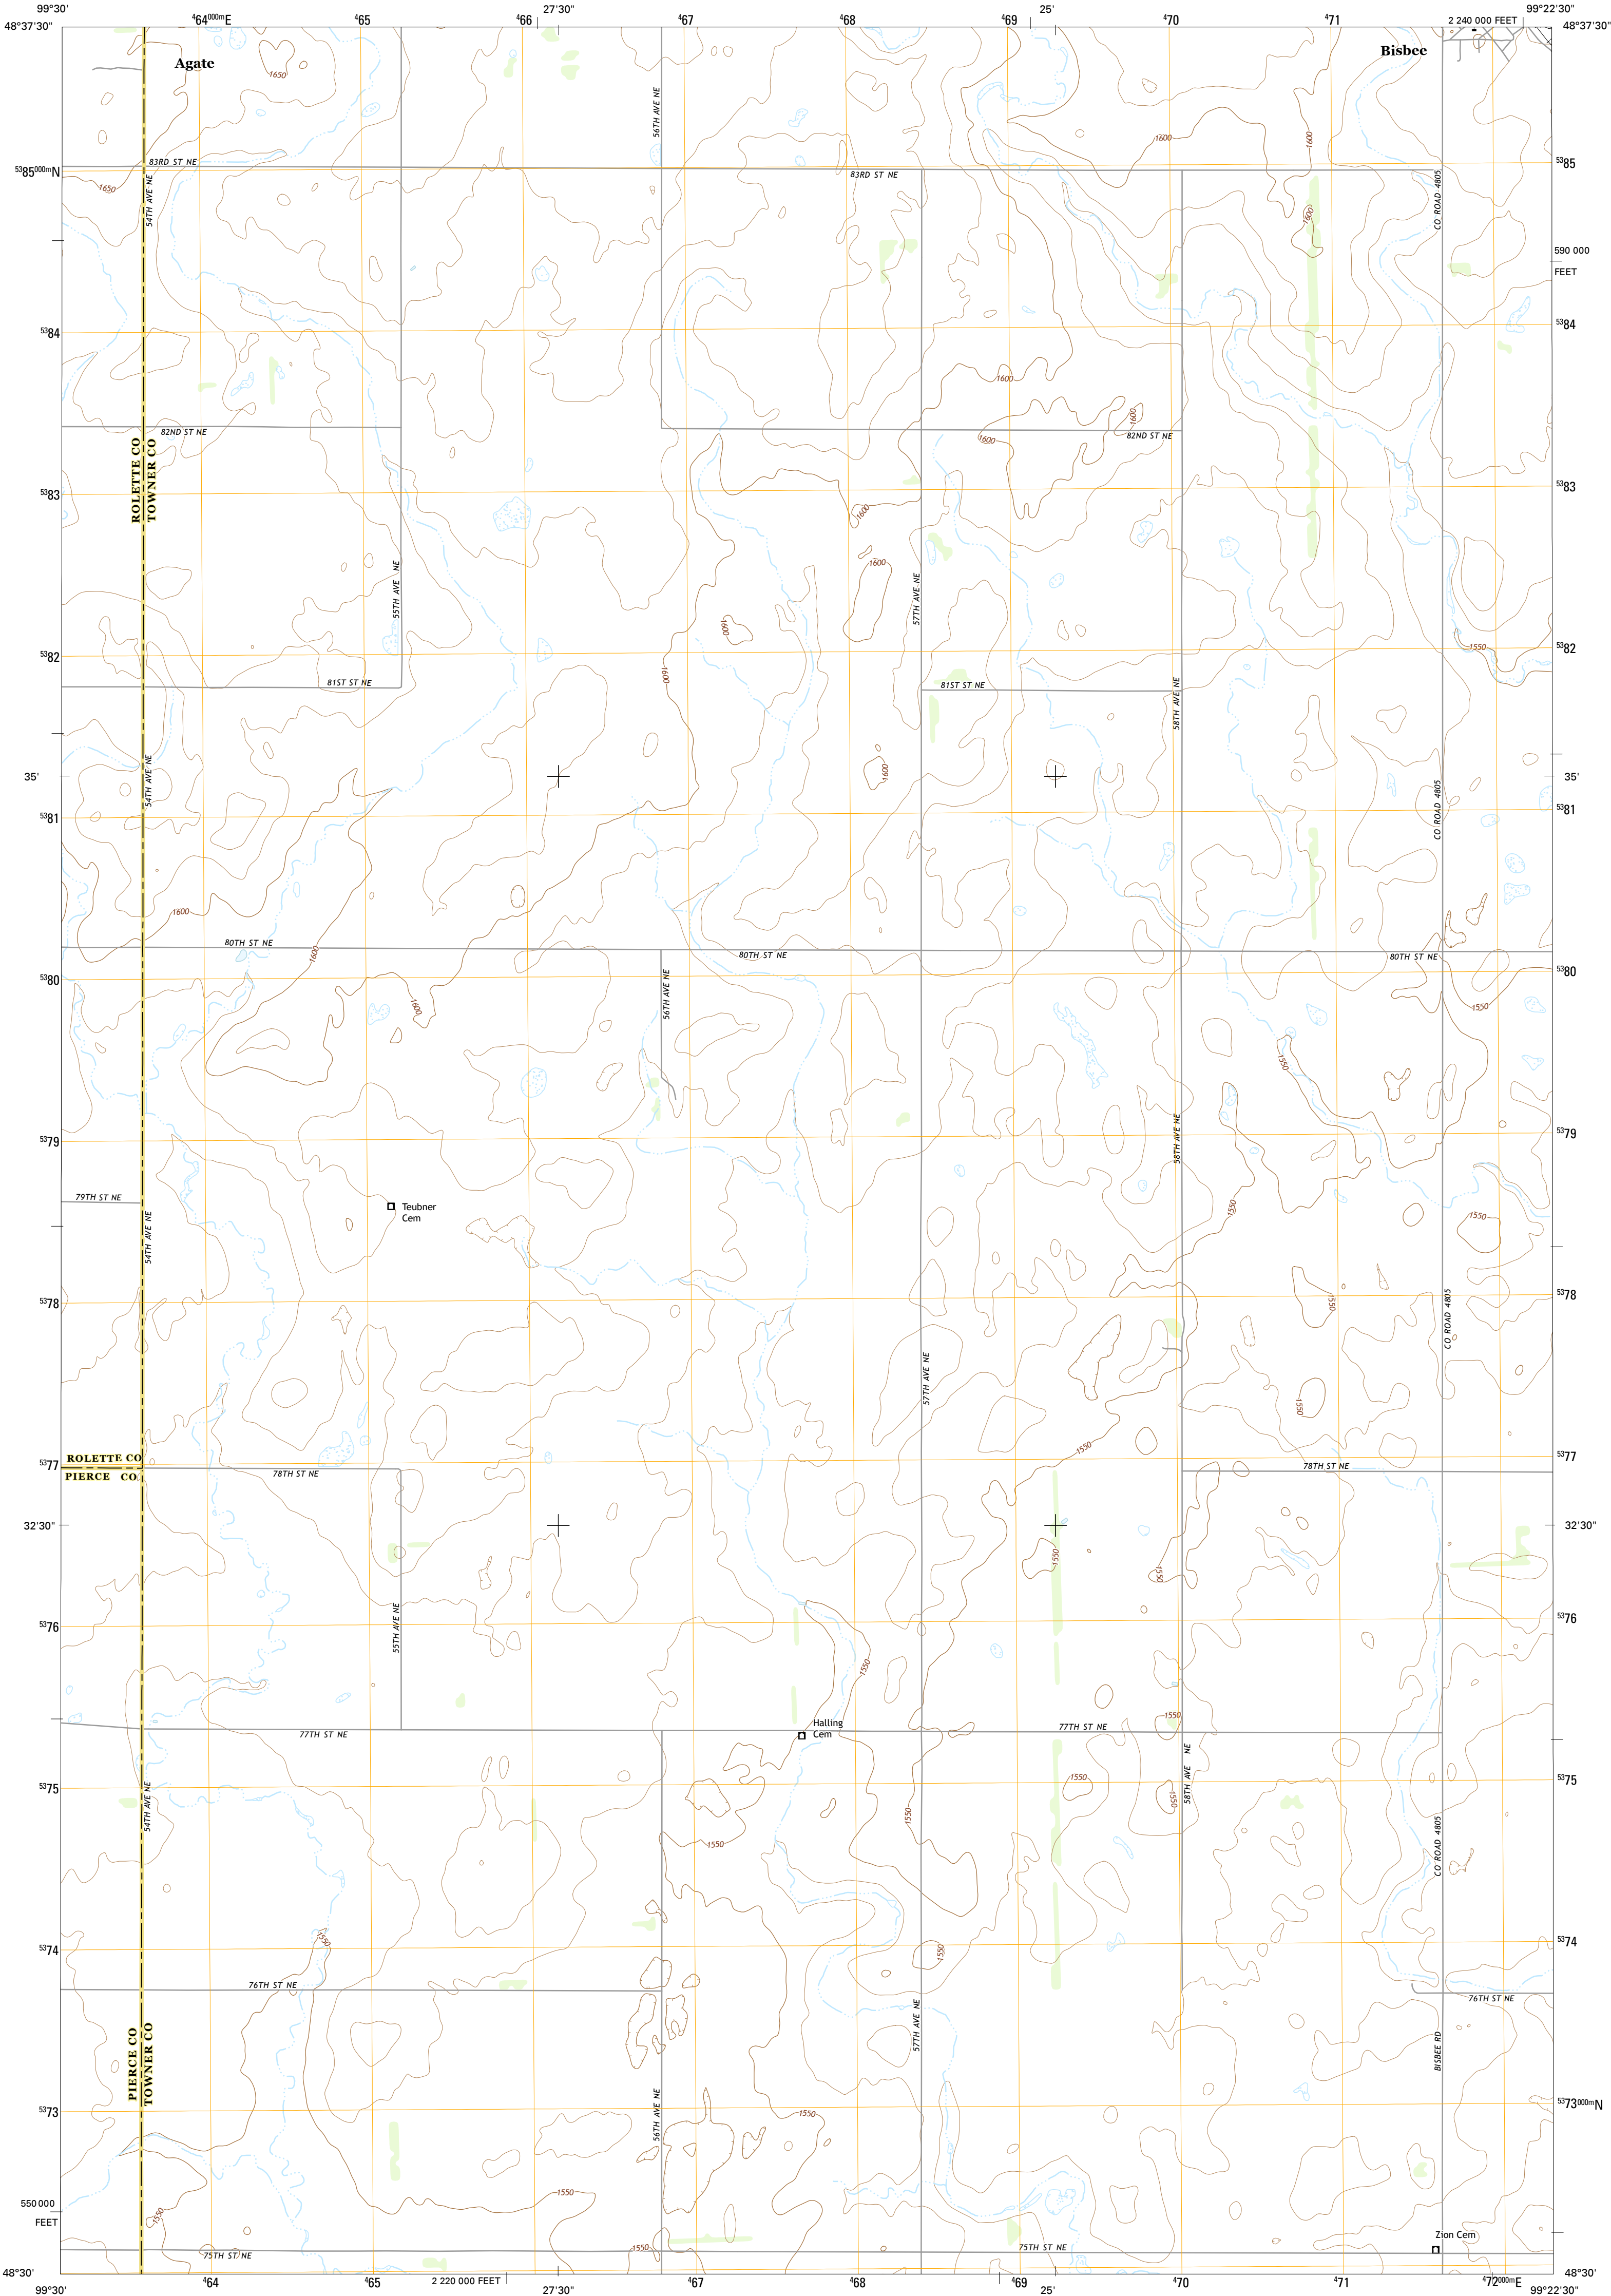 99°30'
⁴64⁰⁰⁰ᵐE
⁴65
⁴66
27'30"
⁴67
⁴68
⁴69
25'
⁴70
⁴71
2 240 000 FEET
99°22'30"
48°37'30"
48°37'30"
Agate
Bisbee
1650
56TH AVE NE
1600
1600
83RD ST NE
⁵³85⁰⁰⁰ᵐN
83RD ST NE
⁵³85
1650
54TH AVE NE
CO ROAD 4805
1600
590 000
FEET
⁵³84
⁵³84
1600
1600
82ND ST NE
1600
82ND ST NE
ROLETTE CO
TOWNER CO
⁵³83
⁵³83
1600
1600
55TH AVE NE
57TH AVE NE
1600
⁵³82
1550
⁵³82
1600
81ST ST NE
81ST ST NE
58TH AVE NE
35'
54TH AVE NE
1600
35'
⁵³81
CO ROAD 4805
⁵³81
1600
80TH ST NE
1600
80TH ST NE
80TH ST NE
⁵³80
56TH AVE NE
⁵³80
1600
1550
1550
⁵³79
58TH AVE NE
⁵³79
79TH ST NE
Teubner
Cem
54TH AVE NE
1550
1550
⁵³78
1550
CO ROAD 4805
⁵³78
57TH AVE NE
1550
1550
ROLETTE CO
PIERCE CO
⁵³77
78TH ST NE
78TH ST NE
⁵³77
32'30"
32'30"
1550
1550
⁵³76
55TH AVE NE
⁵³76
1550
1550
77TH ST NE
Halling
Cem
77TH ST NE
58TH AVE NE
⁵³75
54TH AVE NE
1550
1550
1550
⁵³75
1550
CO ROAD 4805
1550
1550
⁵³74
⁵³74
76TH ST NE
76TH ST NE
57TH AVE NE
BISBEE RD
PIERCE CO
TOWNER CO
⁵³73
56TH AVE NE
1550
⁵³73⁰⁰⁰ᵐN
550 000
FEET
1550
1550
Zion Cem
75TH ST NE
1550
75TH ST NE
48°30'
48°30'
99°30'
⁴64
⁴65
2 220 000 FEET
27'30"
⁴67
⁴68
⁴69
25'
⁴70
⁴71
⁴72⁰⁰⁰ᵐE
99°22'30"